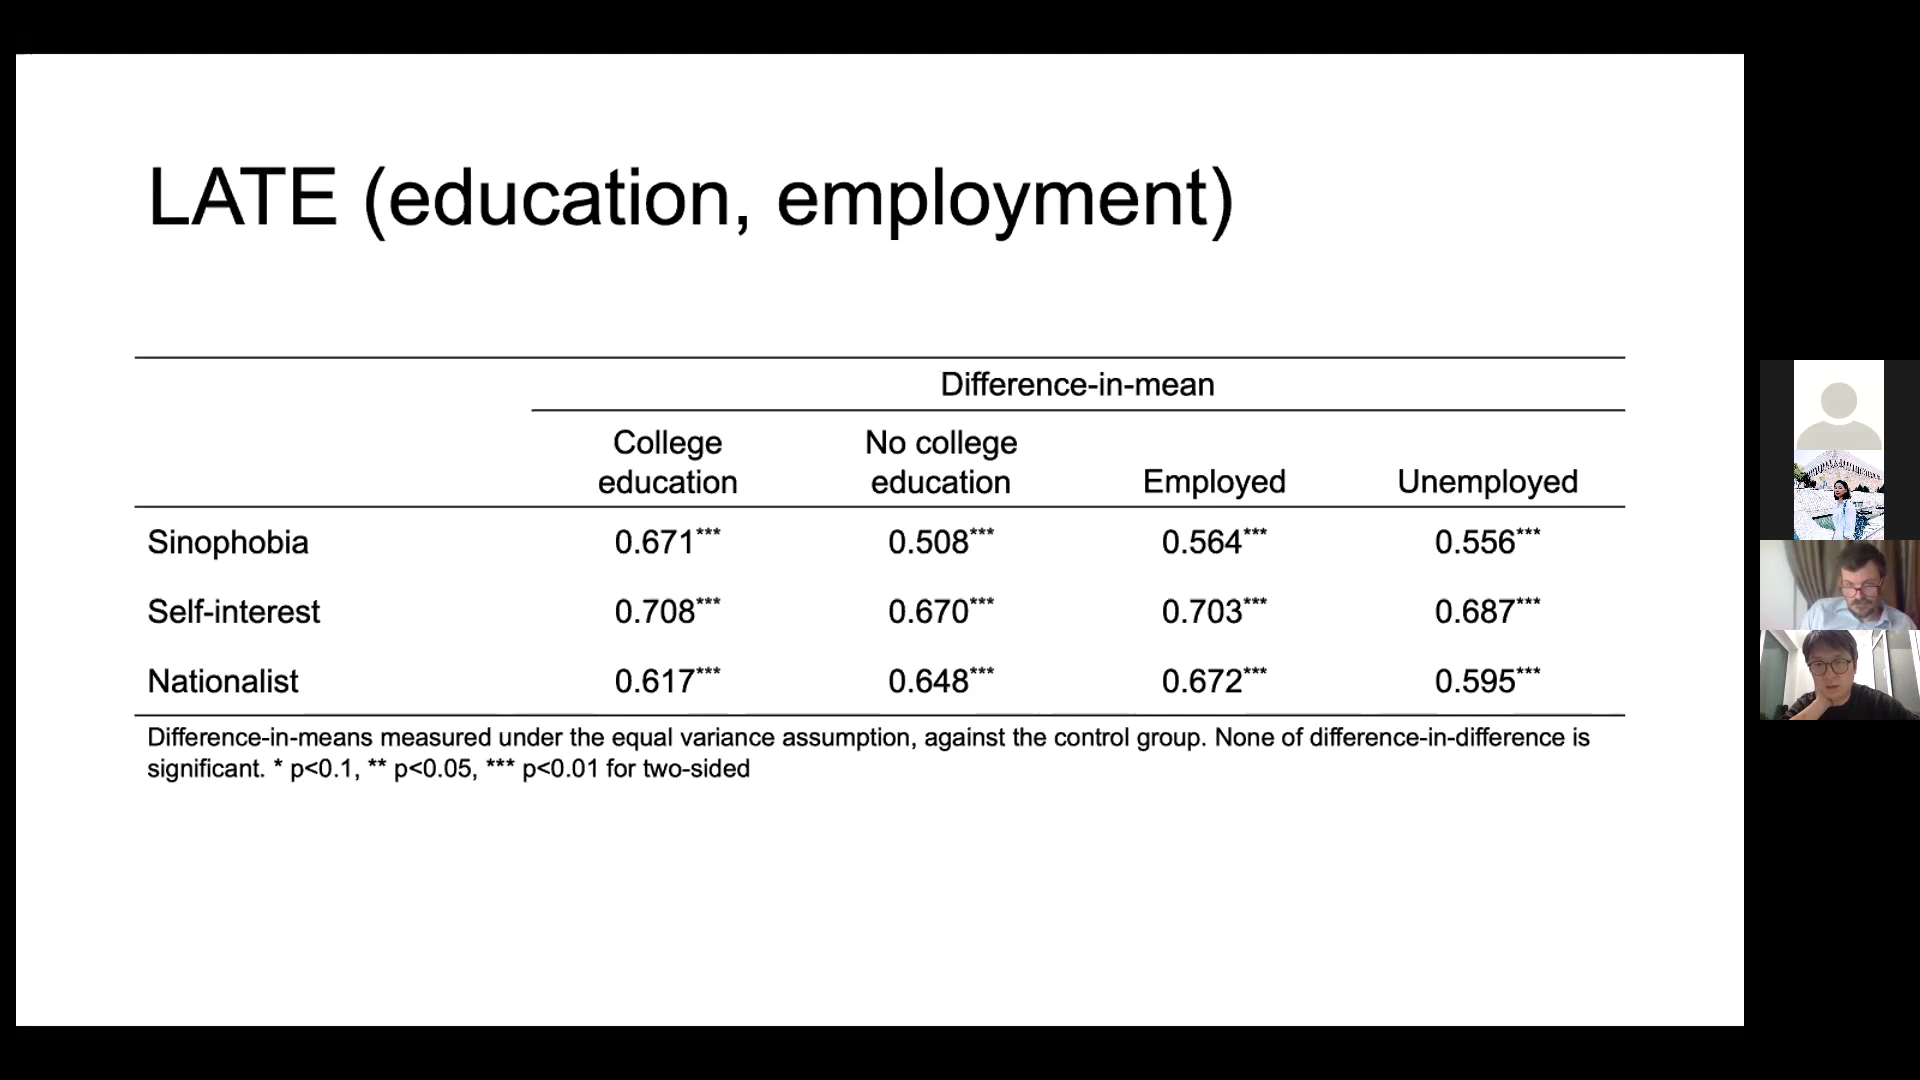 LATE (education, employment)
Difference-in-mean
College education
No college education
Employed
Unemployed
Sinophobia 0.671*** 0.508*** 0.564*** 0.556***
Self-interest 0.708*** 0.670*** 0.703*** 0.687***
Nationalist 0.617*** 0.648*** 0.672*** 0.595***
Difference-in-means measured under the equal variance assumption, against the control group. None of difference-in-difference is
significant. * p<0.1, ** p<0.05, *** p<0.01 for two-sided